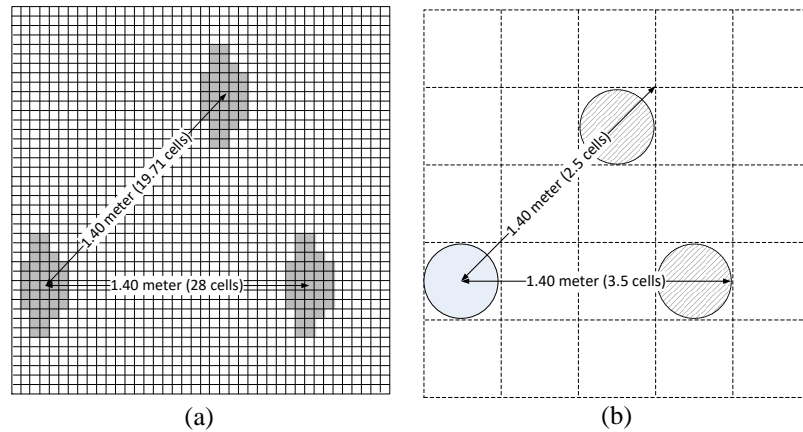 1.40 meter (19.71 cells)
1.40 meter (28 cells)
(a)
1.40 meter (2.5 cells)
1.40 meter (3.5 cells)
(b)